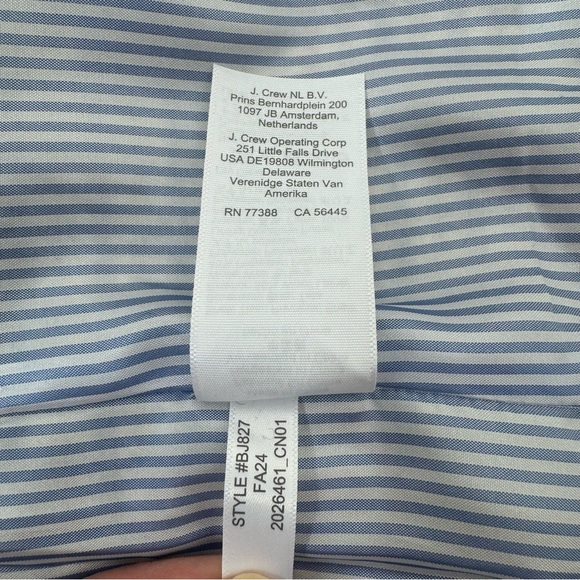 J. Crew NL B.V.
Prins Bernhardplein 200
1097 JB Amsterdam,
Netherlands
J. Crew Operating Corp
251 Little Falls Drive
USA DE19808 Wilmington
Delaware
Verenidge Staten Van
Amerika
RN 77388 CA 56445
STYLE #BJ827
FA24
2026461_CN01